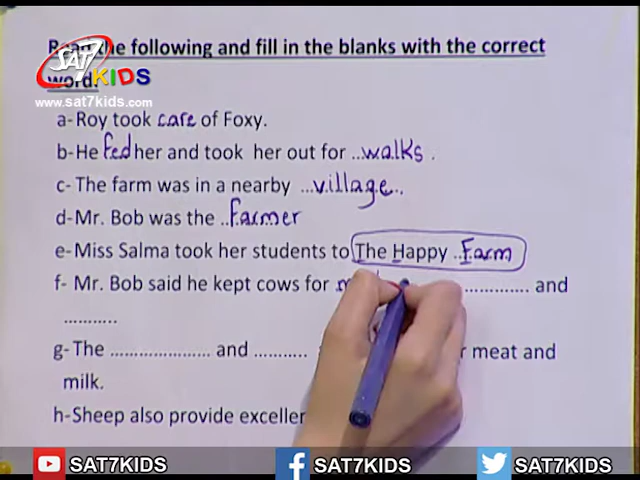 Read the following and fill in the blanks with the correct
word.
SAT7
KIDS
www.sat7kids.com
a- Roy took care of Foxy.
b- He fed her and took her out for ..walks .
c- The farm was in a nearby ...village..
d- Mr. Bob was the ..farmer
e- Miss Salma took her students to The Happy ..Farm
f- Mr. Bob said he kept cows for ............. and
...........
g- The ...................... and ........... meat and
milk.
h- Sheep also provide
SAT7KIDS
SAT7KIDS
SAT7KIDS